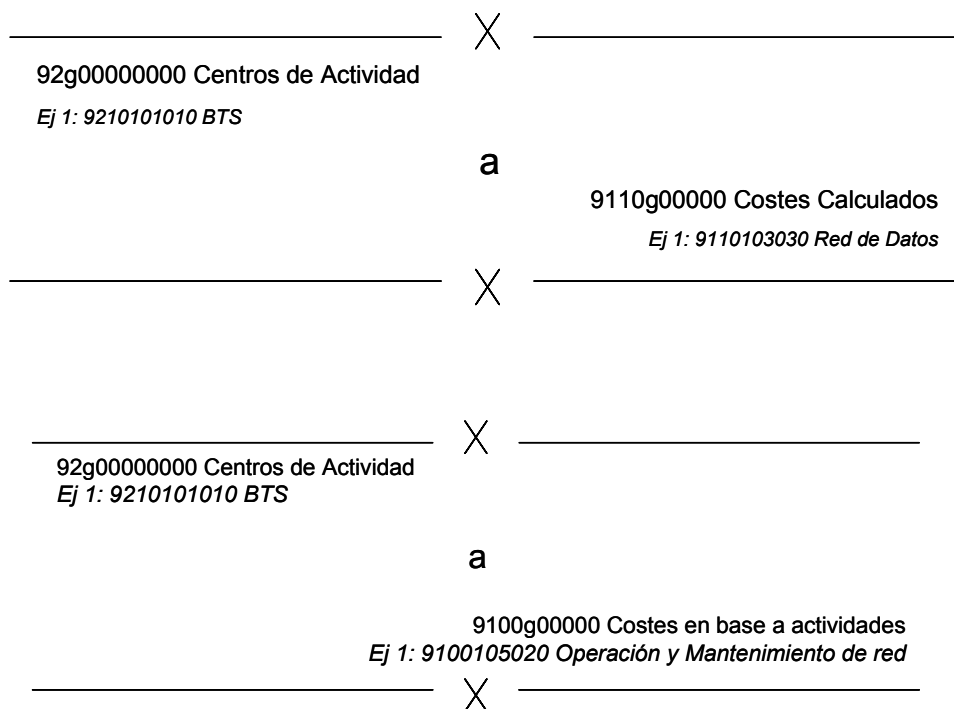 X
92g00000000 Centros de Actividad
Ej 1: 9210101010 BTS
a
9110g00000 Costes Calculados
Ej 1: 9110103030 Red de Datos
X
X
92g00000000 Centros de Actividad
Ej 1: 9210101010 BTS
a
9100g00000 Costes en base a actividades
Ej 1: 9100105020 Operación y Mantenimiento de red
X